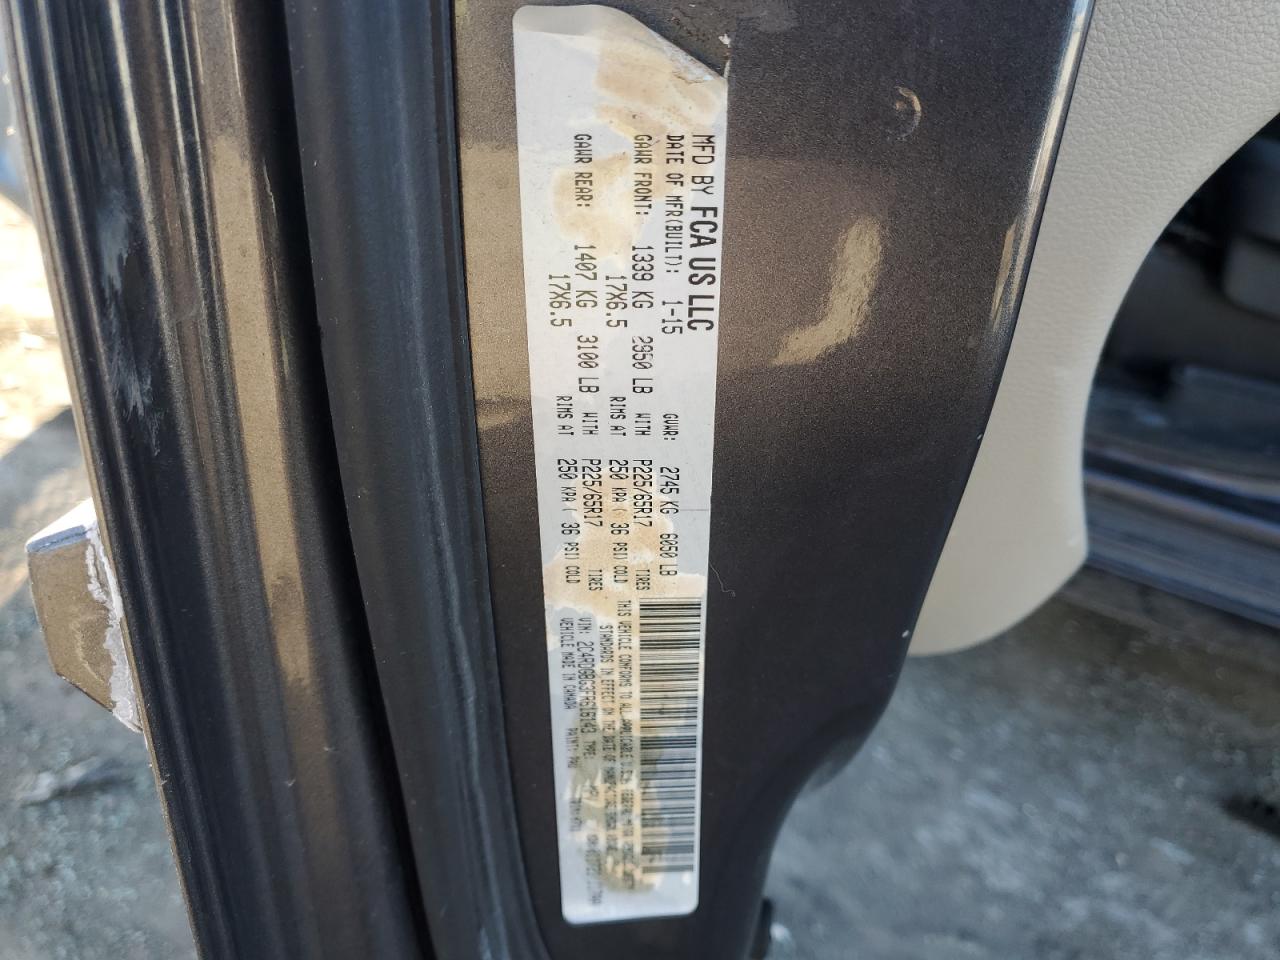 MFD BY FCA US LLC
DATE OF MFR(BUILT): 1-15 GVWR: 2745 KG 6050 LB
GAWR FRONT: 1339 KG 2950 LB WITH P225/65R17 TIRES
17X6.5 RIMS AT 250 KPA( 36 PSI) COLD
GAWR REAR: 1407 KG 3100 LB WITH P225/65R17 TIRES
17X6.5 RIMS AT 250 KPA( 36 PSI) COLD
THIS VEHICLE CONFORMS TO ALL APPLICABLE
STANDARDS IN EFFECT ON THE DATE OF
VIN: TYPE:
VEHICLE MADE IN CANADA PAINT: